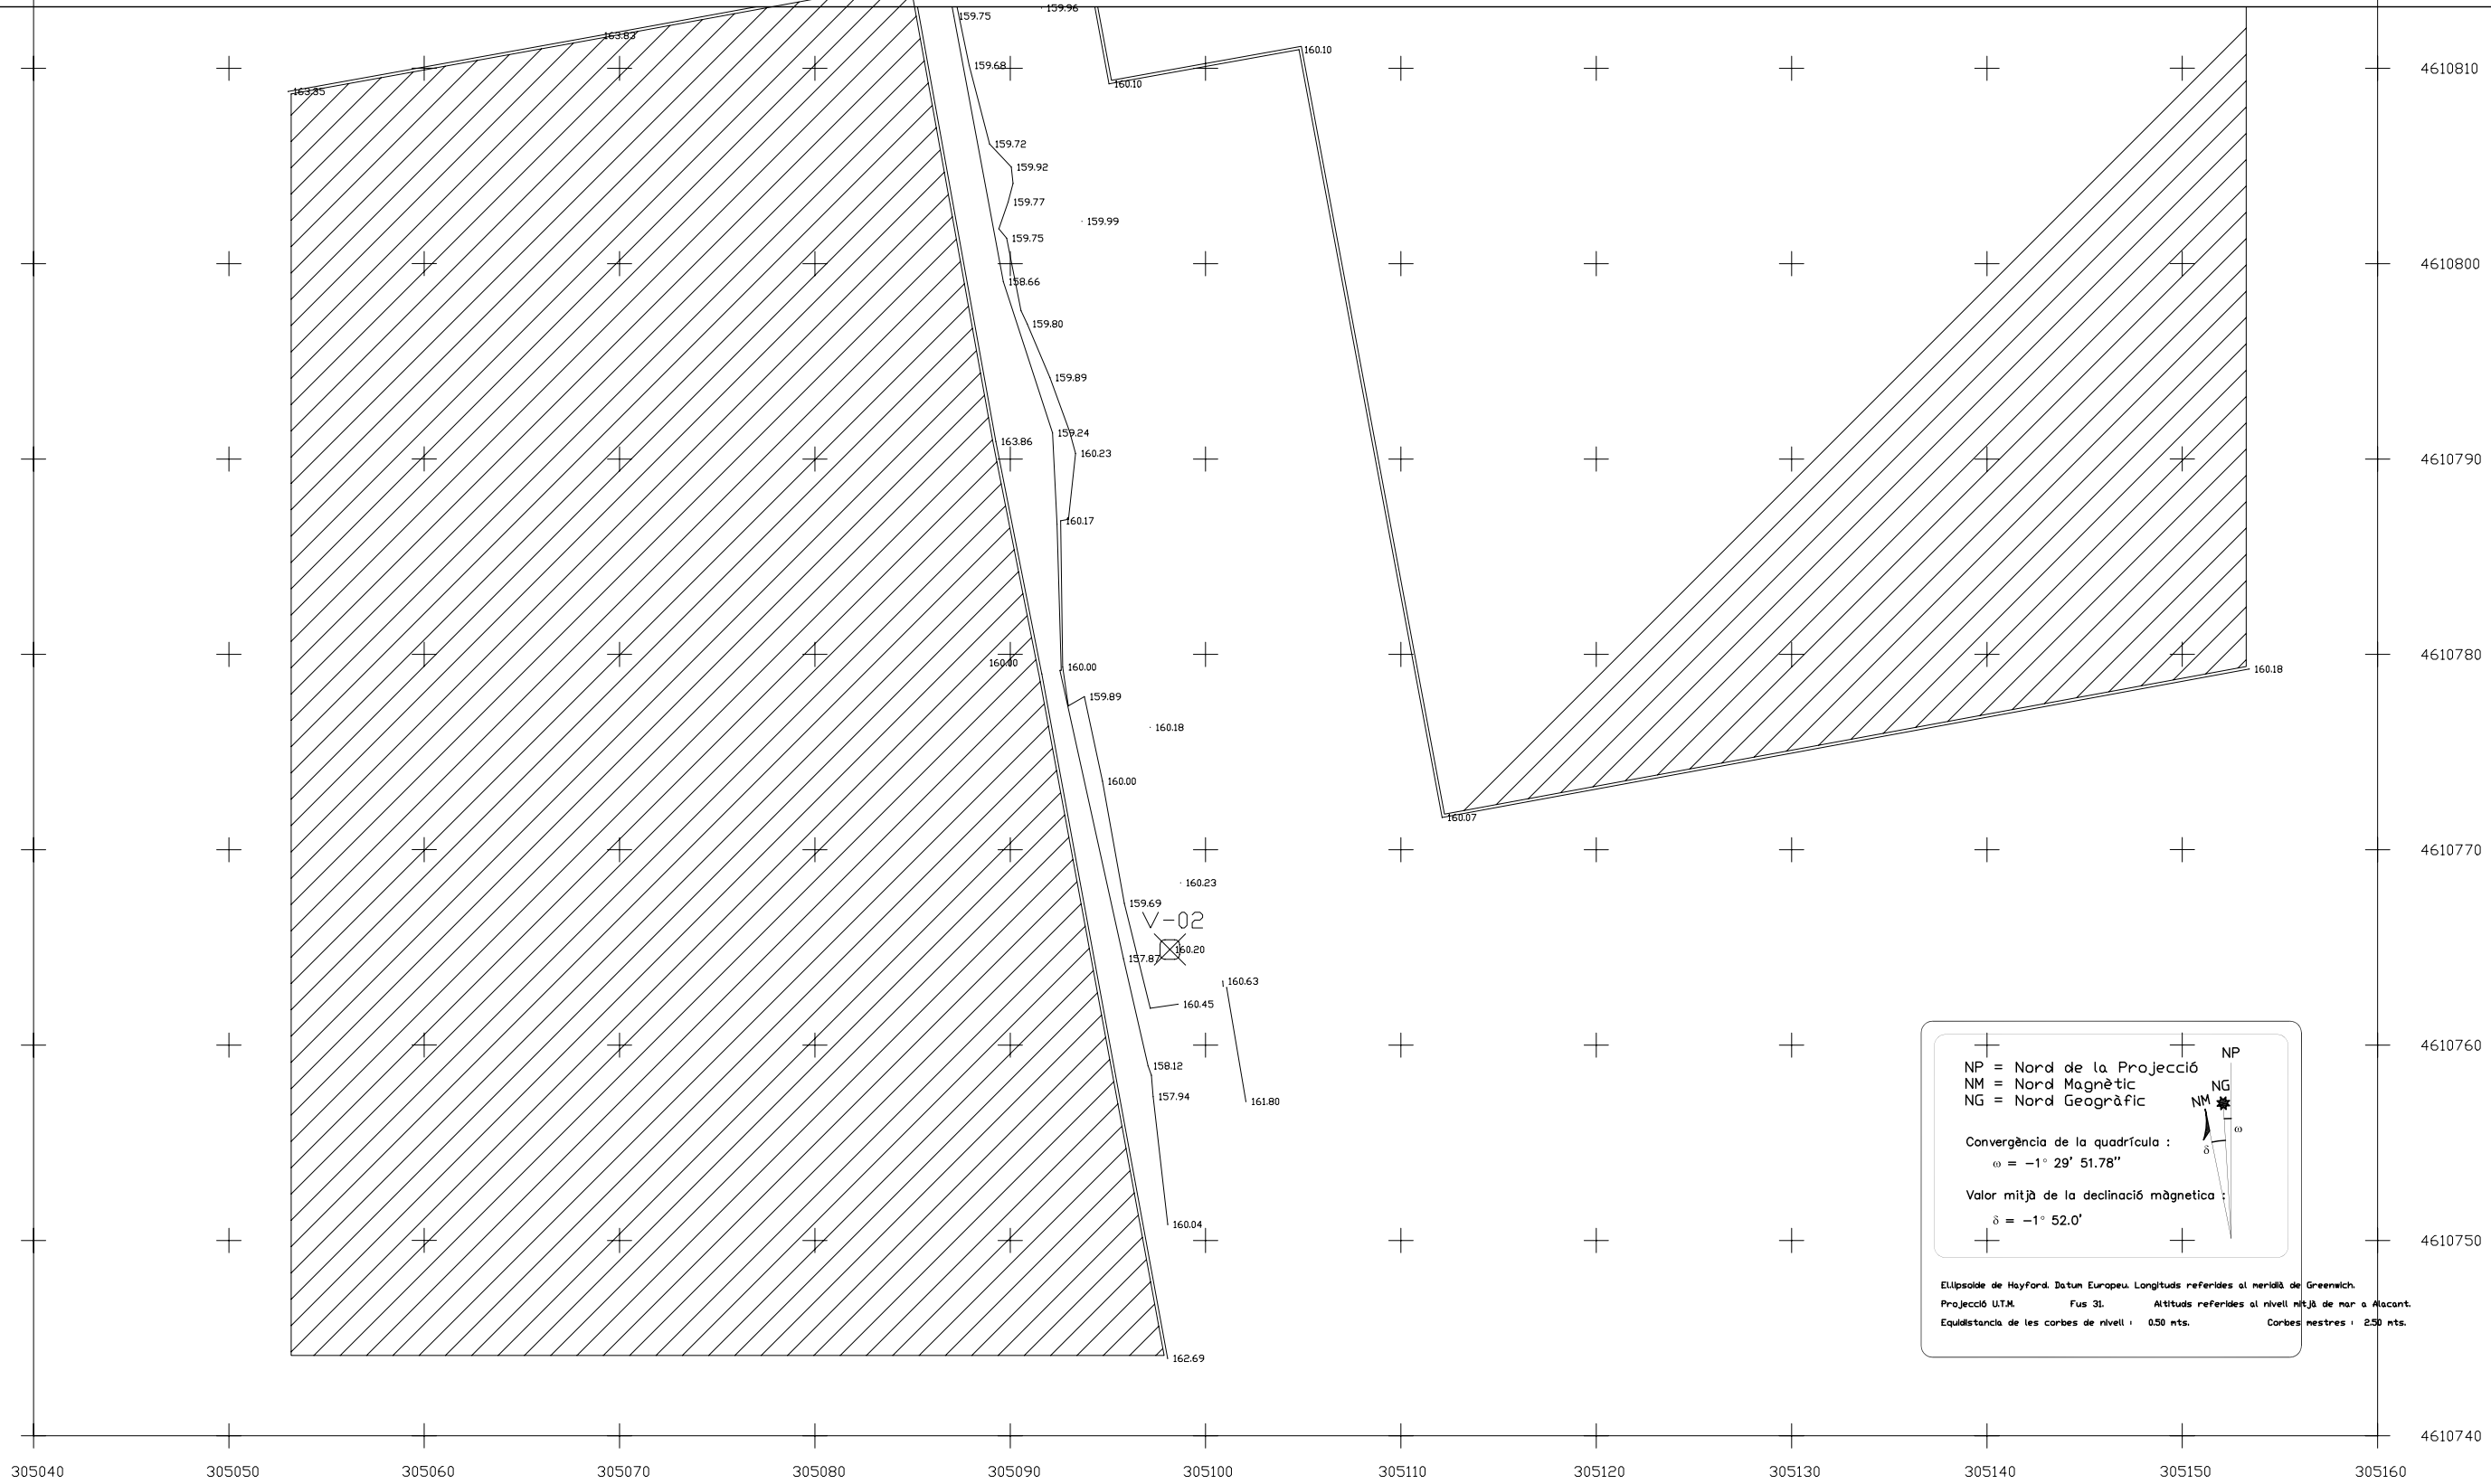 159.96
159.75
163.83
160.10
159.68
4610810
160.10
163.35
159.72
159.92
159.77
159.99
159.75
4610800
158.66
159.80
159.89
159.24
163.86
160.23
4610790
160.17
160.00
160.00
4610780
160.18
159.89
160.18
160.00
160.07
4610770
160.23
159.69
V-02
160.20
157.87
160.63
160.45
4610760
NP
NP = Nord de la Projecció
158.12
NM = Nord Magnètic
NG
157.94
NG = Nord Geogràfic
NM
161.80
ω
Convergència de la quadrícula :
δ
ω = -1° 29' 51.78"
Valor mitjà de la declinació màgnetica :
δ = -1° 52.0'
160.04
4610750
El.lipsoide de Hayford. Datum Europeu. Longituds referides al meridià de Greenwich.
Projecció U.T.M. Fus 31. Altituds referides al nivell mitjà de mar a Alacant.
Equidistancia de les corbes de nivell : 0.50 mts. Corbes mestres : 2.50 mts.
162.69
4610740
305040 305050 305060 305070 305080 305090 305100 305110 305120 305130 305140 305150 305160